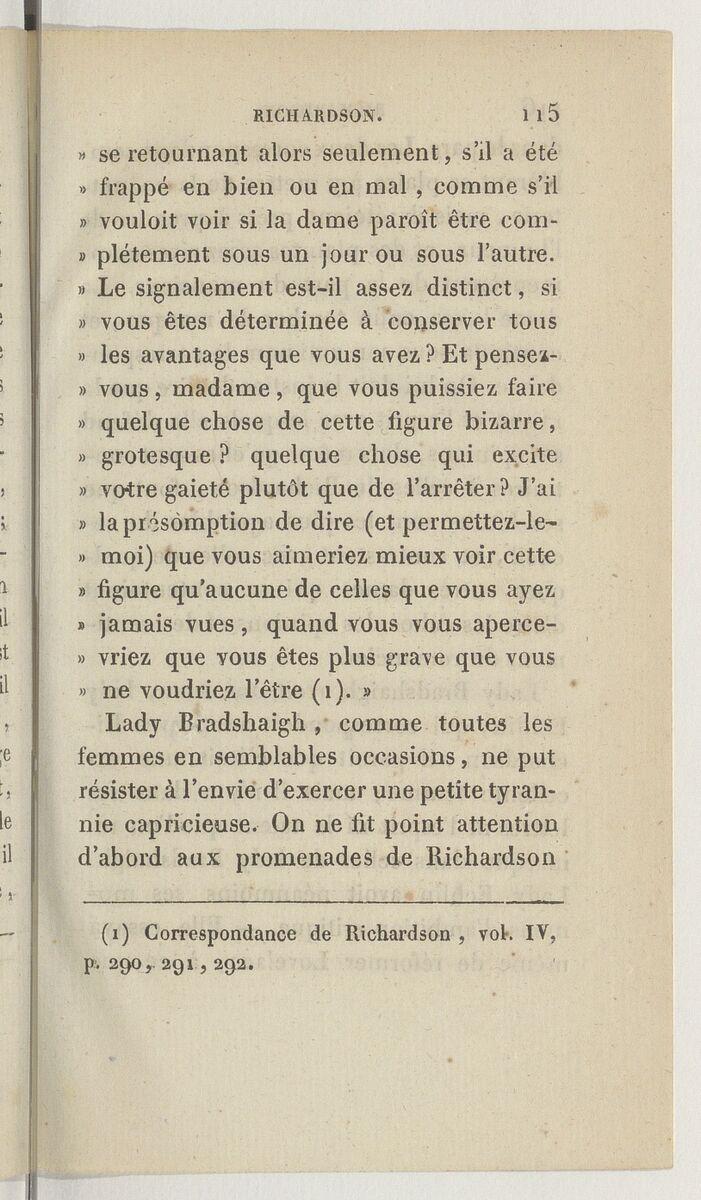 RICHARDSON. 115
» se retournant alors seulement, s'il a été
» frappé en bien ou en mal, comme s'il
» vouloit voir si la dame paroît être com-
» plétement sous un jour ou sous l'autre.
» Le signalement est-il assez distinct, si
» vous êtes déterminée à conserver tous
» les avantages que vous avez? Et pensez-
» vous, madame, que vous puissiez faire
» quelque chose de cette figure bizarre,
» grotesque? quelque chose qui excite
» votre gaieté plutôt que de l'arrêter? J'ai
» la présomption de dire (et permettez-le-
» moi) que vous aimeriez mieux voir cette
» figure qu'aucune de celles que vous ayez
» jamais vues, quand vous vous aperce-
» vriez que vous êtes plus grave que vous
» ne voudriez l'être (1). »
Lady Bradshaigh, comme toutes les
femmes en semblables occasions, ne put
résister à l'envie d'exercer une petite tyran-
nie capricieuse. On ne fit point attention
d'abord aux promenades de Richardson
(1) Correspondance de Richardson, vol. IV,
p. 290, 291, 292.